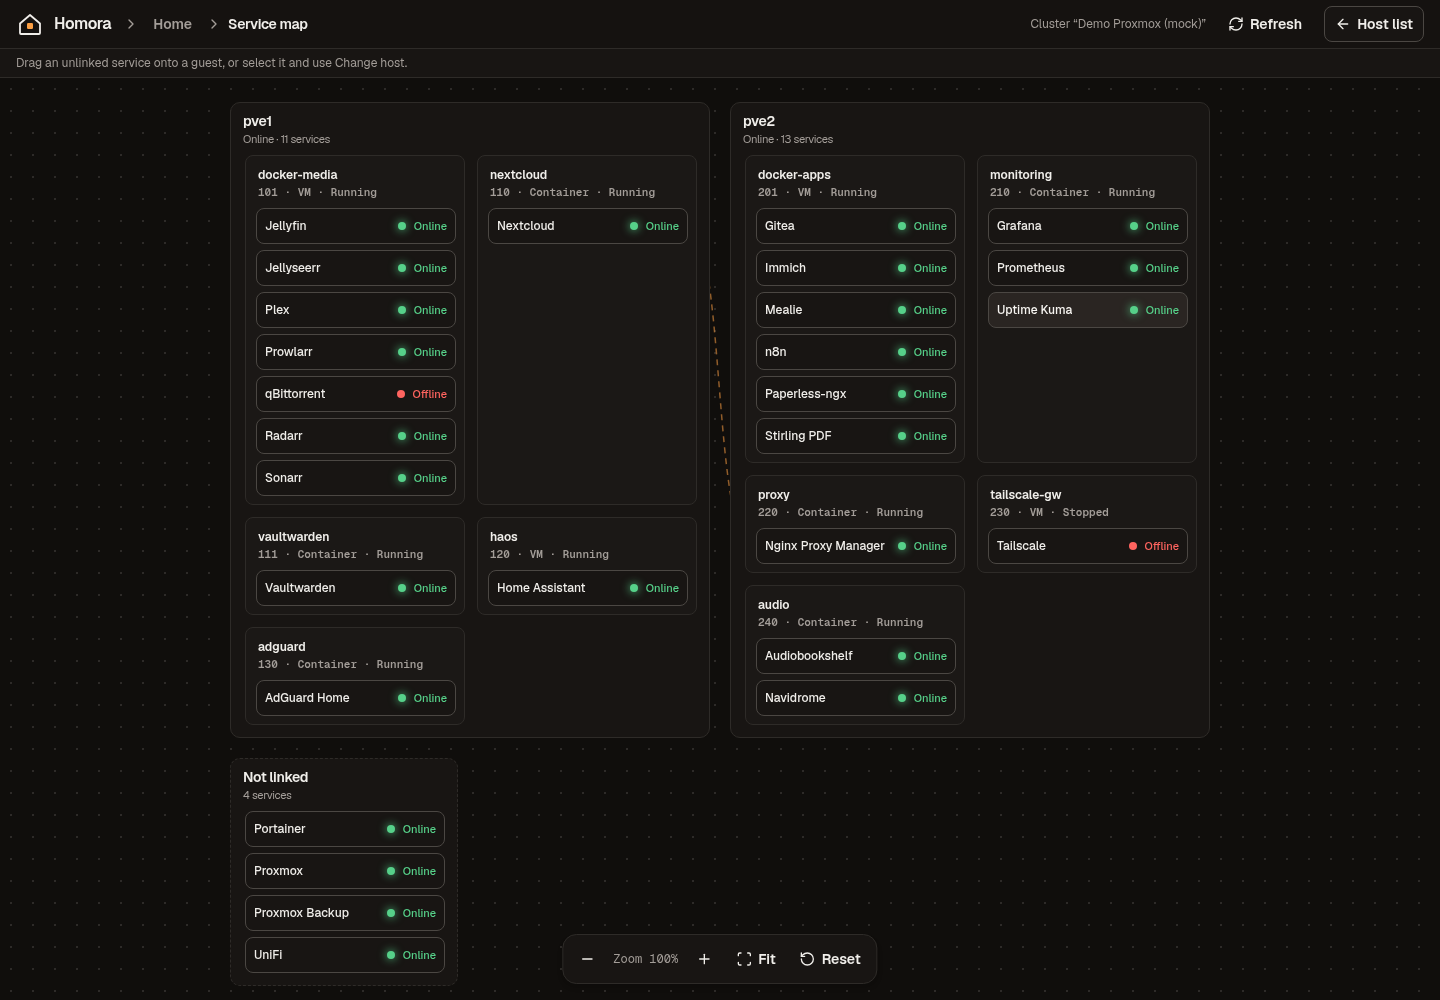 Homora
Home
Service map
Cluster “Demo Proxmox (mock)”
Refresh
Host list
Drag an unlinked service onto a guest, or select it and use Change host.
pve1
Online · 11 services
docker-media
101 · VM · Running
Jellyfin Online
Jellyseerr Online
Plex Online
Prowlarr Online
qBittorrent Offline
Radarr Online
Sonarr Online
nextcloud
110 · Container · Running
Nextcloud Online
vaultwarden
111 · Container · Running
Vaultwarden Online
haos
120 · VM · Running
Home Assistant Online
adguard
130 · Container · Running
AdGuard Home Online
pve2
Online · 13 services
docker-apps
201 · VM · Running
Gitea Online
Immich Online
Mealie Online
n8n Online
Paperless-ngx Online
Stirling PDF Online
monitoring
210 · Container · Running
Grafana Online
Prometheus Online
Uptime Kuma Online
proxy
220 · Container · Running
Nginx Proxy Manager Online
tailscale-gw
230 · VM · Stopped
Tailscale Offline
audio
240 · Container · Running
Audiobookshelf Online
Navidrome Online
Not linked
4 services
Portainer Online
Proxmox Online
Proxmox Backup Online
UniFi Online
Zoom 100%
Fit
Reset